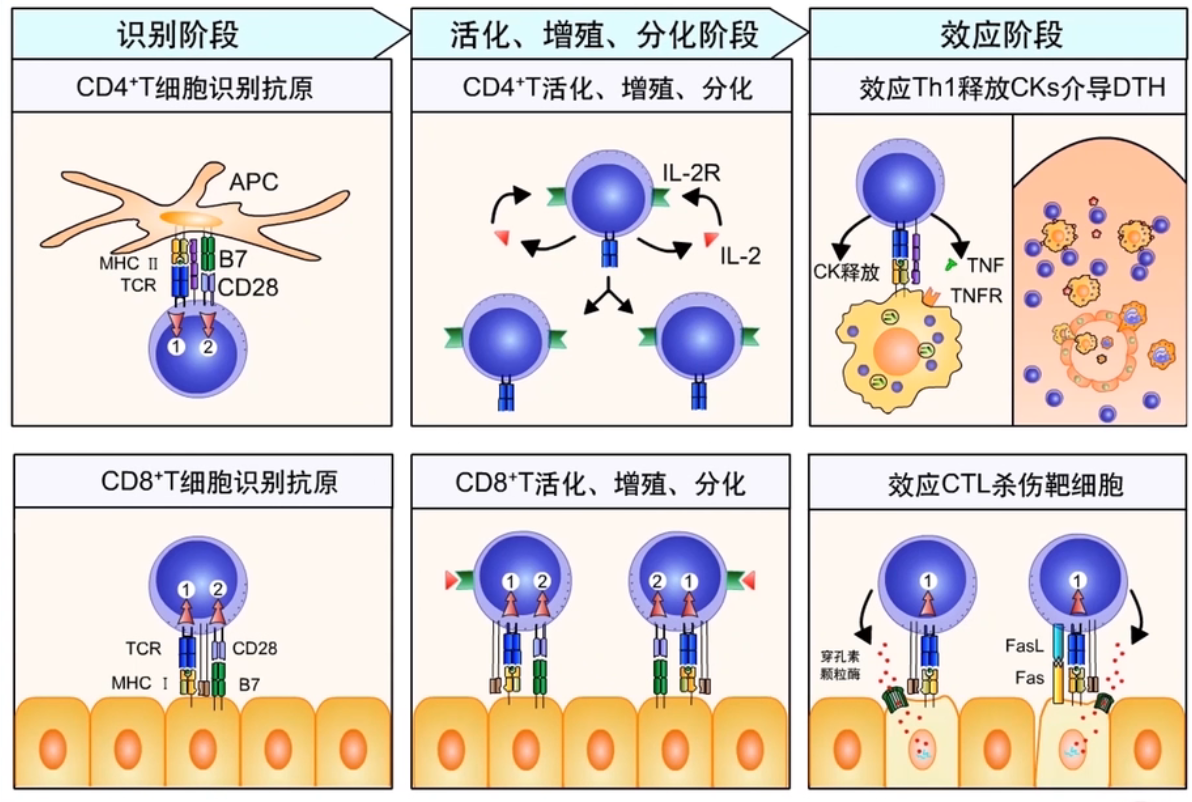 识别阶段
活化、增殖、分化阶段
效应阶段
CD4⁺T细胞识别抗原
CD4⁺T活化、增殖、分化
效应Th1释放CKs介导DTH
APC
MHC II
B7
TCR
CD28
1
2
IL-2R
IL-2
CK释放
TNF
TNFR
CD8⁺T细胞识别抗原
CD8⁺T活化、增殖、分化
效应CTL杀伤靶细胞
1
2
TCR
CD28
MHC I
B7
1
2
2
1
1
1
穿孔素
颗粒酶
FasL
Fas